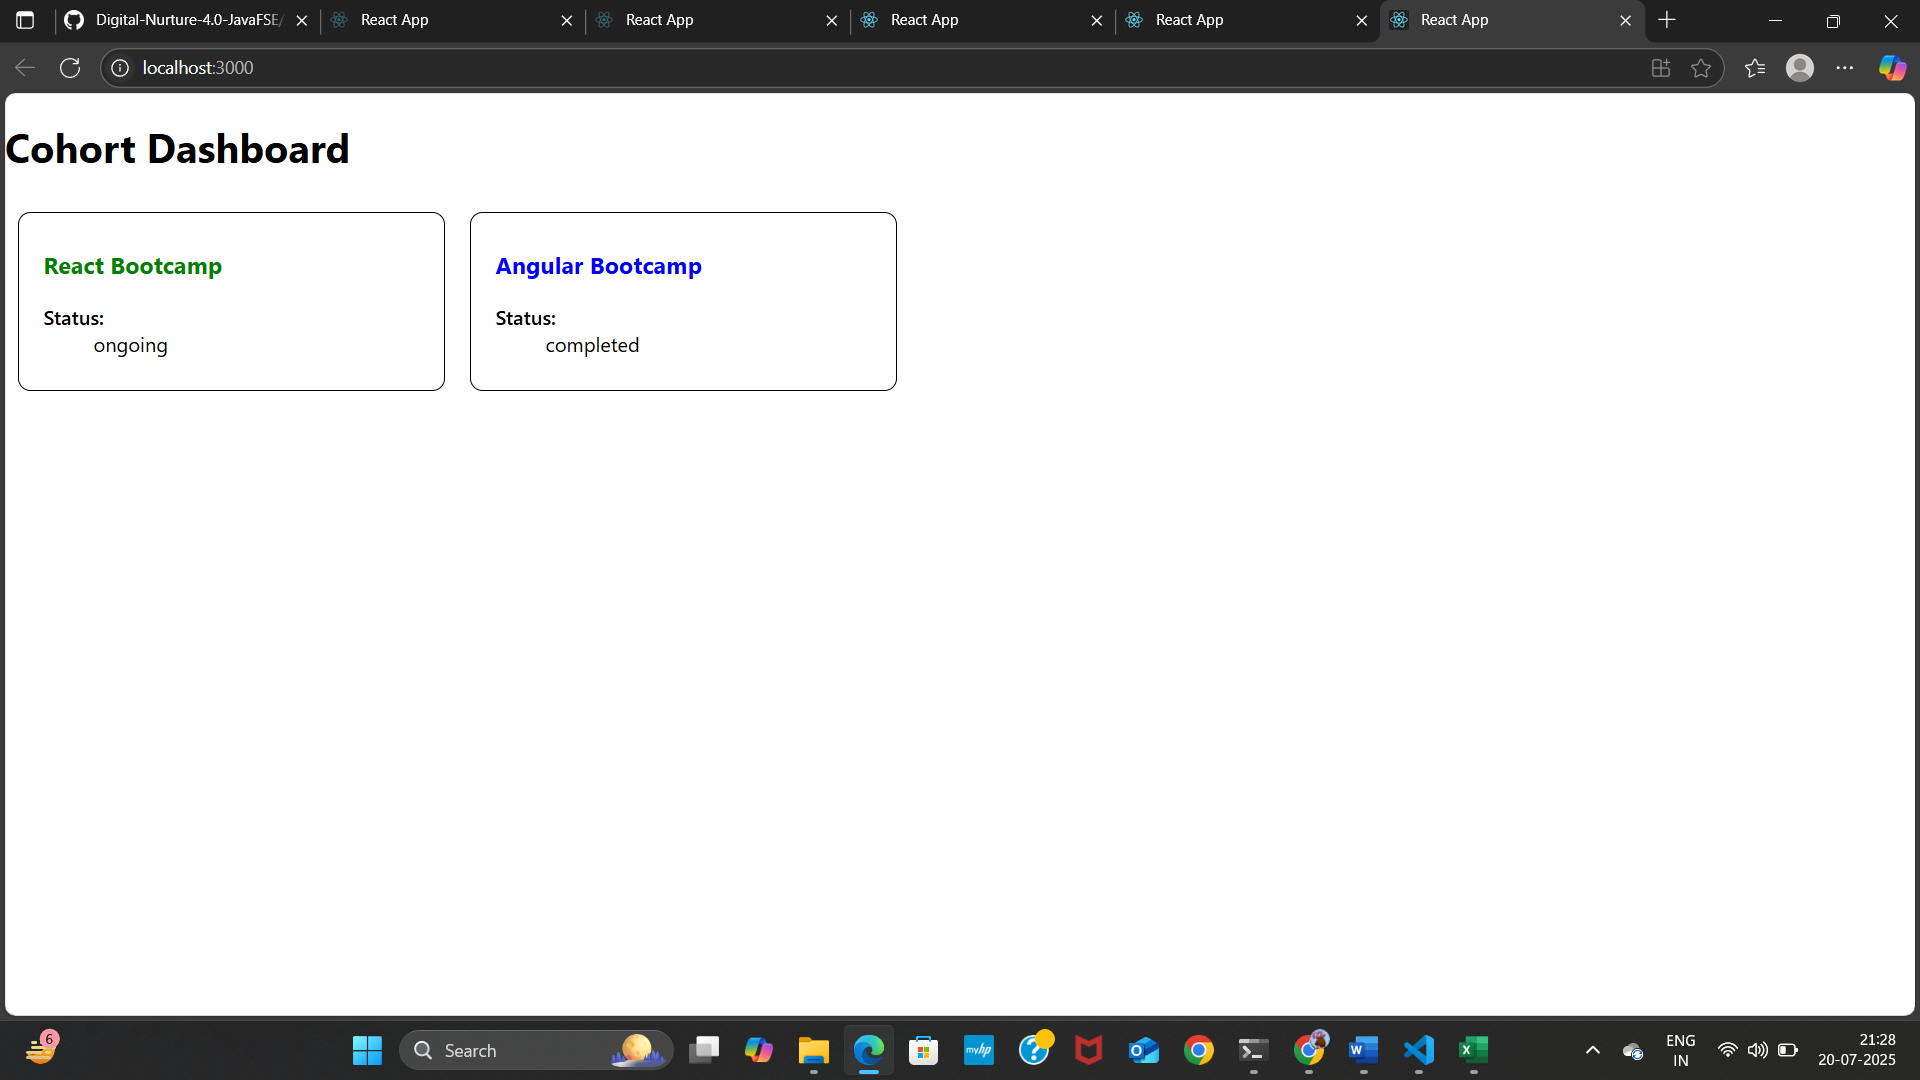 Digital-Nurture-4.0-JavaFSE/
React App
React App
React App
React App
React App
localhost:3000
Cohort Dashboard
React Bootcamp
Status:
ongoing
Angular Bootcamp
Status:
completed
6
Search
myhp
ENG
IN
21:28
20-07-2025